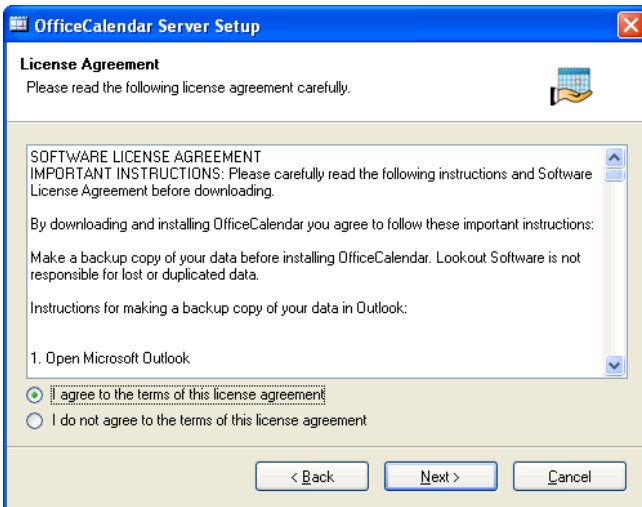 OfficeCalendar Server Setup
License Agreement
Please read the following license agreement carefully.
SOFTWARE LICENSE AGREEMENT
IMPORTANT INSTRUCTIONS: Please carefully read the following instructions and Software
License Agreement before downloading.
By downloading and installing OfficeCalendar you agree to follow these important instructions:
Make a backup copy of your data before installing OfficeCalendar. Lookout Software is not
responsible for lost or duplicated data.
Instructions for making a backup copy of your data in Outlook:
1. Open Microsoft Outlook
I agree to the terms of this license agreement
I do not agree to the terms of this license agreement
< Back Next > Cancel